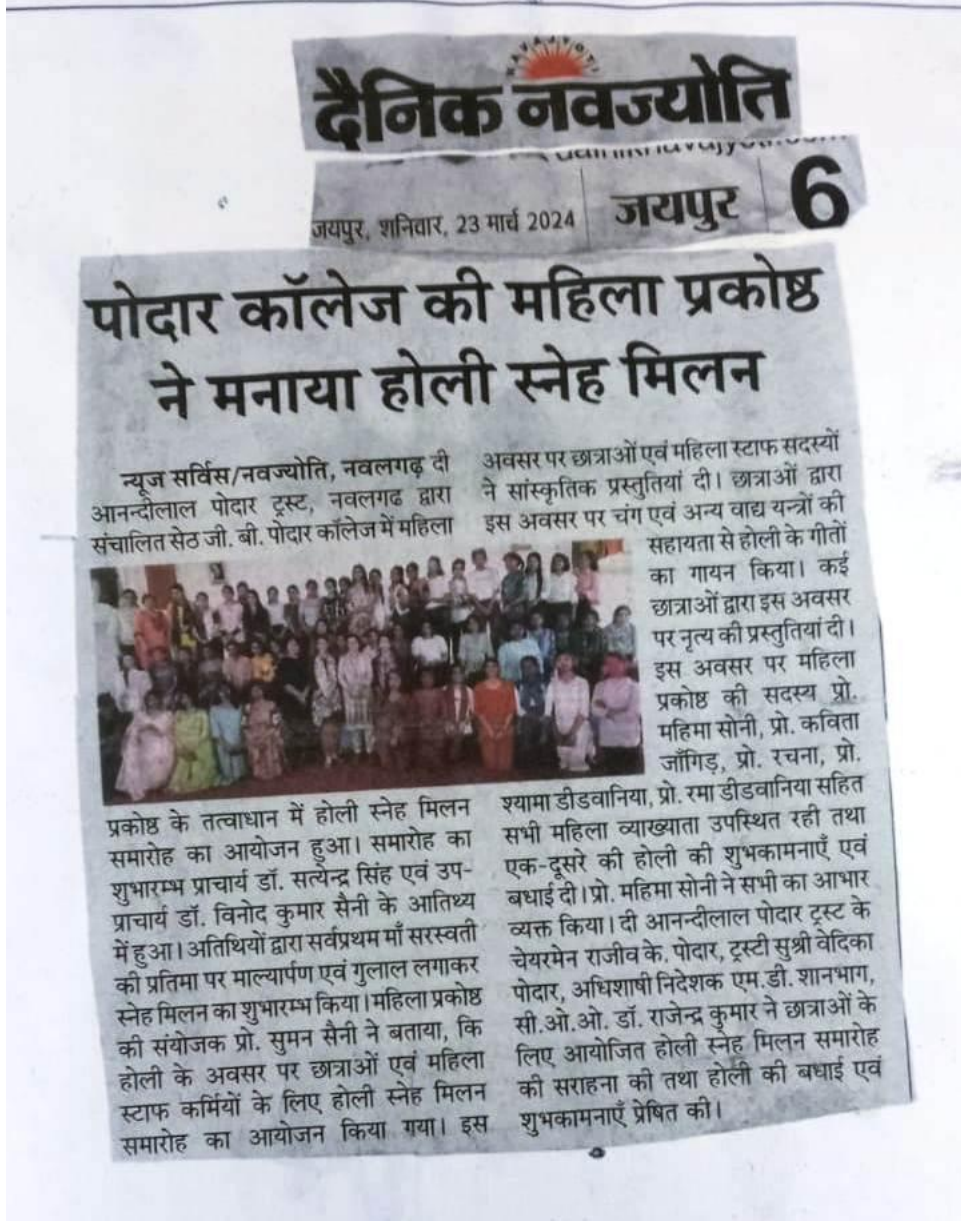 NAVAJYOTI
दैनिक नवज्योति
जयपुर, शनिवार, 23 मार्च 2024
जयपुर
6
पोदार कॉलेज की महिला प्रकोष्ठ
ने मनाया होली स्नेह मिलन
न्यूज सर्विस/नवज्योति, नवलगढ़ दी
आनन्दीलाल पोदार ट्रस्ट, नवलगढ द्वारा
संचालित सेठ जी. बी. पोदार कॉलेज में महिला
प्रकोष्ठ के तत्वाधान में होली स्नेह मिलन
समारोह का आयोजन हुआ। समारोह का
शुभारम्भ प्राचार्य डॉ. सत्येन्द्र सिंह एवं उप-
प्राचार्य डॉ. विनोद कुमार सैनी के आतिथ्य
में हुआ। अतिथियों द्वारा सर्वप्रथम माँ सरस्वती
की प्रतिमा पर माल्यार्पण एवं गुलाल लगाकर
स्नेह मिलन का शुभारम्भ किया। महिला प्रकोष्ठ
की संयोजक प्रो. सुमन सैनी ने बताया, कि
होली के अवसर पर छात्राओं एवं महिला
स्टाफ कर्मियों के लिए होली स्नेह मिलन
समारोह का आयोजन किया गया। इस
अवसर पर छात्राओं एवं महिला स्टाफ सदस्यों
ने सांस्कृतिक प्रस्तुतियां दी। छात्राओं द्वारा
इस अवसर पर चंग एवं अन्य वाद्य यन्त्रों की
सहायता से होली के गीतों
का गायन किया। कई
छात्राओं द्वारा इस अवसर
पर नृत्य की प्रस्तुतियां दी।
इस अवसर पर महिला
प्रकोष्ठ की सदस्य प्रो.
महिमा सोनी, प्रो. कविता
जाँगिड़, प्रो. रचना, प्रो.
श्यामा डीडवानिया, प्रो. रमा डीडवानिया सहित
सभी महिला व्याख्याता उपस्थित रही तथा
एक-दूसरे की होली की शुभकामनाएँ एवं
बधाई दी। प्रो. महिमा सोनी ने सभी का आभार
व्यक्त किया। दी आनन्दीलाल पोदार ट्रस्ट के
चेयरमेन राजीव के. पोदार, ट्रस्टी सुश्री वेदिका
पोदार, अधिशाषी निदेशक एम.डी. शानभाग,
सी.ओ.ओ. डॉ. राजेन्द्र कुमार ने छात्राओं के
लिए आयोजित होली स्नेह मिलन समारोह
की सराहना की तथा होली की बधाई एवं
शुभकामनाएँ प्रेषित की।